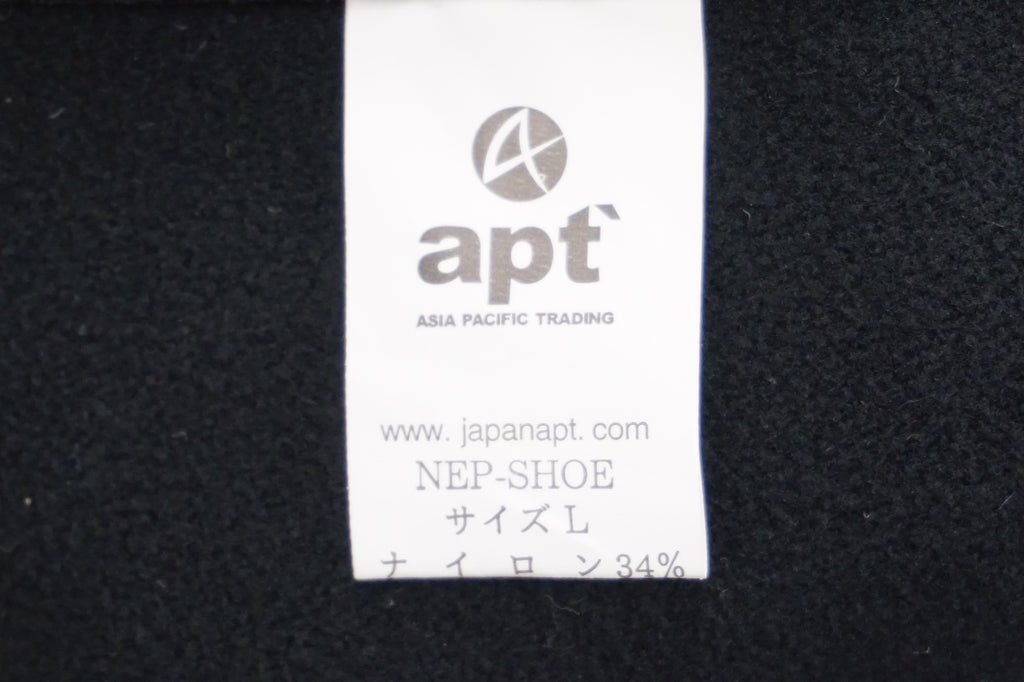 apt
ASIA PACIFIC TRADING
www. japanapt. com
NEP-SHOE
サイズ L
ナイロン 34%